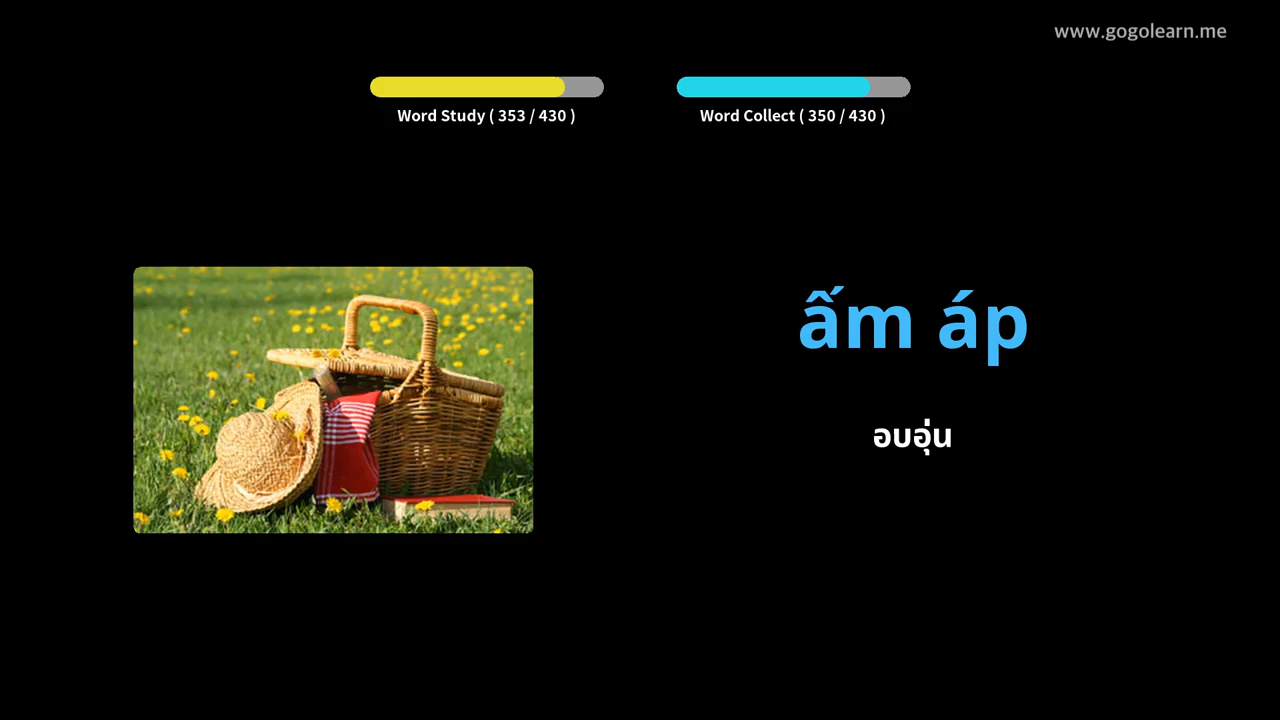 www.gogolearn.me
Word Study ( 353 / 430 )
Word Collect ( 350 / 430 )
ấm áp
อบอุ่น